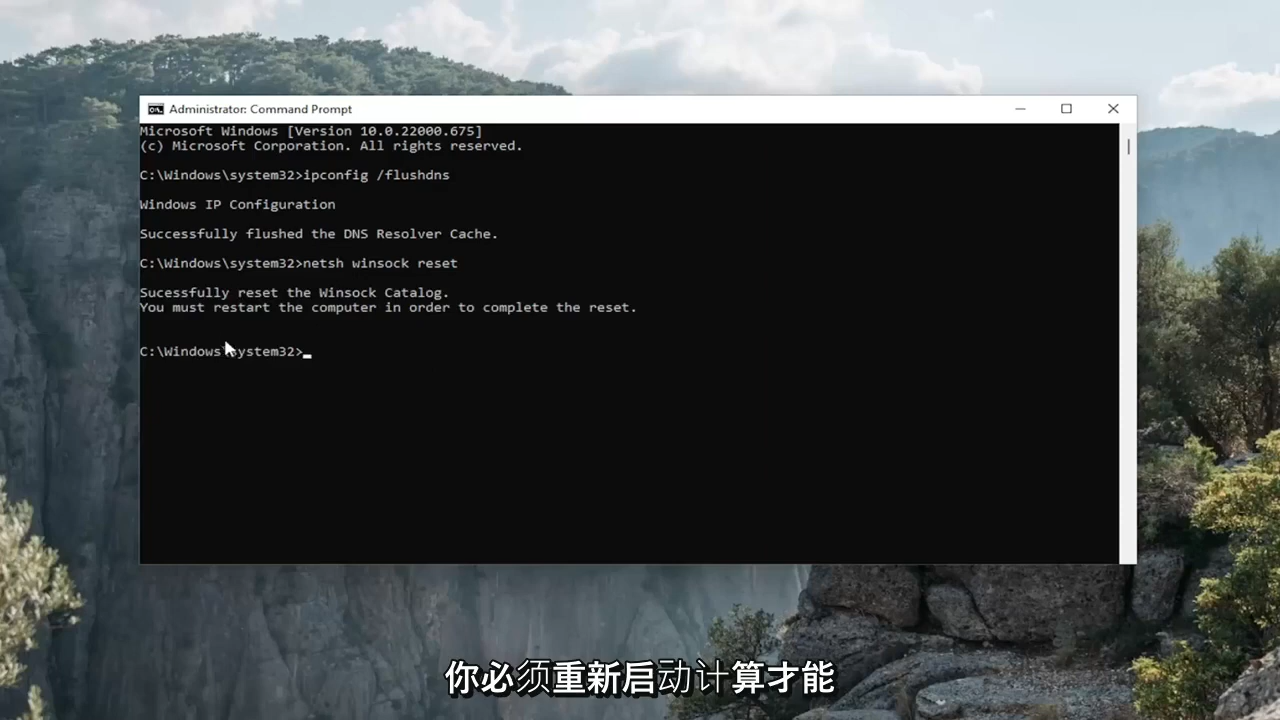 Administrator: Command Prompt
Microsoft Windows [Version 10.0.22000.675]
(c) Microsoft Corporation. All rights reserved.
C:\Windows\system32>ipconfig /flushdns
Windows IP Configuration
Successfully flushed the DNS Resolver Cache.
C:\Windows\system32>netsh winsock reset
Sucessfully reset the Winsock Catalog.
You must restart the computer in order to complete the reset.
C:\Windows\system32>
你必须重新启动计算才能